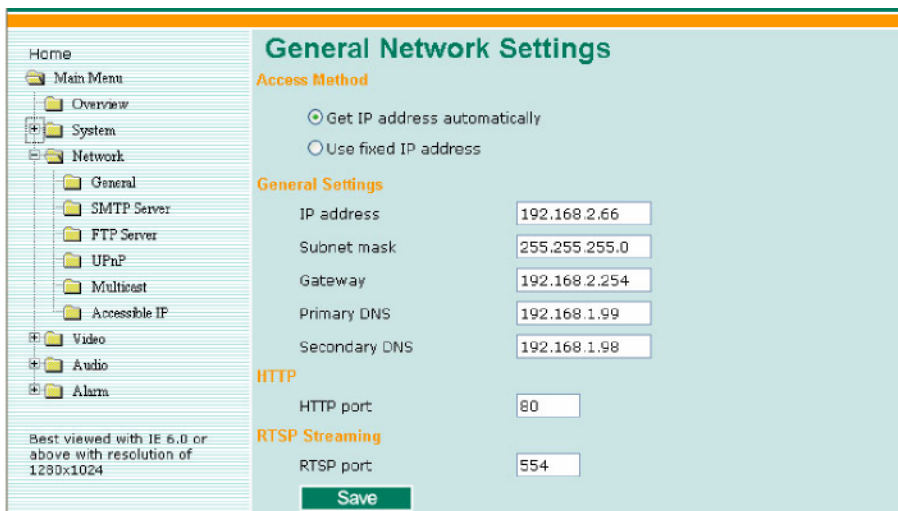 Home
Main Menu
Overview
System
Network
General
SMTP Server
FTP Server
UPnP
Multicast
Accessible IP
Video
Audio
Alarm
Best viewed with IE 6.0 or
above with resolution of
1280x1024
General Network Settings
Access Method
Get IP address automatically
Use fixed IP address
General Settings
IP address 192.168.2.66
Subnet mask 255.255.255.0
Gateway 192.168.2.254
Primary DNS 192.168.1.99
Secondary DNS 192.168.1.98
HTTP
HTTP port 80
RTSP Streaming
RTSP port 554
Save